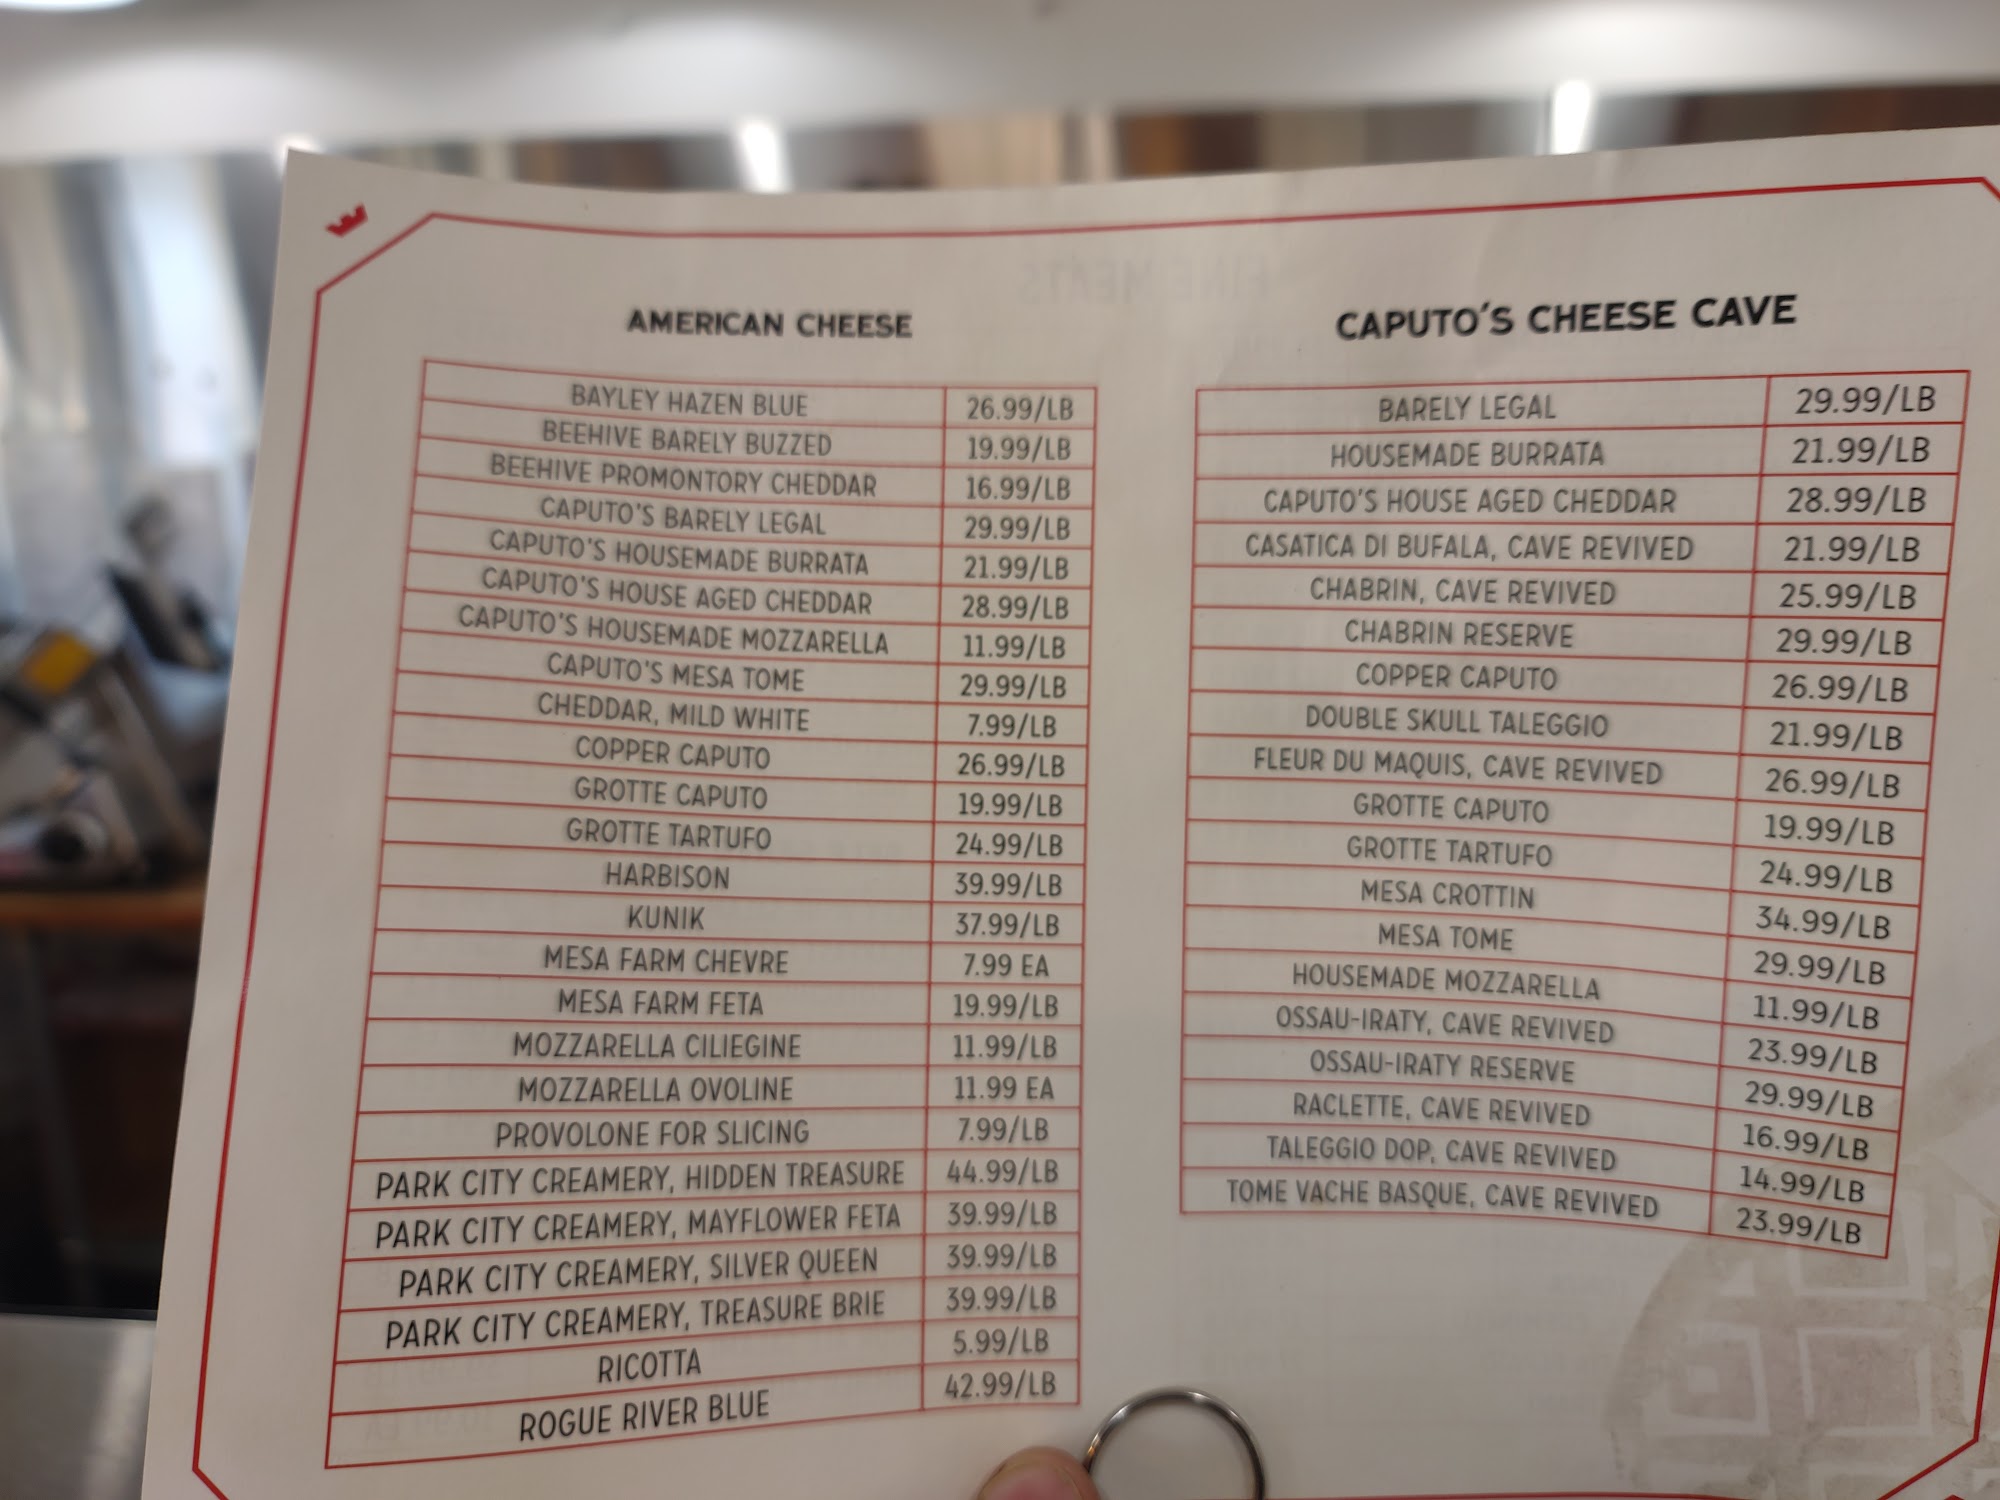 AMERICAN CHEESE
BAYLEY HAZEN BLUE 26.99/LB
BEEHIVE BARELY BUZZED 19.99/LB
BEEHIVE PROMONTORY CHEDDAR 16.99/LB
CAPUTO'S BARELY LEGAL 29.99/LB
CAPUTO'S HOUSEMADE BURRATA 21.99/LB
CAPUTO'S HOUSE AGED CHEDDAR 28.99/LB
CAPUTO'S HOUSEMADE MOZZARELLA 11.99/LB
CAPUTO'S MESA TOME 29.99/LB
CHEDDAR, MILD WHITE 7.99/LB
COPPER CAPUTO 26.99/LB
GROTTE CAPUTO 19.99/LB
GROTTE TARTUFO 24.99/LB
HARBISON 39.99/LB
KUNIK 37.99/LB
MESA FARM CHEVRE 7.99 EA
MESA FARM FETA 19.99/LB
MOZZARELLA CILIEGINE 11.99/LB
MOZZARELLA OVOLINE 11.99 EA
PROVOLONE FOR SLICING 7.99/LB
PARK CITY CREAMERY, HIDDEN TREASURE 44.99/LB
PARK CITY CREAMERY, MAYFLOWER FETA 39.99/LB
PARK CITY CREAMERY, SILVER QUEEN 39.99/LB
PARK CITY CREAMERY, TREASURE BRIE 39.99/LB
RICOTTA 5.99/LB
ROGUE RIVER BLUE 42.99/LB
CAPUTO'S CHEESE CAVE
BARELY LEGAL 29.99/LB
HOUSEMADE BURRATA 21.99/LB
CAPUTO'S HOUSE AGED CHEDDAR 28.99/LB
CASATICA DI BUFALA, CAVE REVIVED 21.99/LB
CHABRIN, CAVE REVIVED 25.99/LB
CHABRIN RESERVE 29.99/LB
COPPER CAPUTO 26.99/LB
DOUBLE SKULL TALEGGIO 21.99/LB
FLEUR DU MAQUIS, CAVE REVIVED 26.99/LB
GROTTE CAPUTO 19.99/LB
GROTTE TARTUFO 24.99/LB
MESA CROTTIN 34.99/LB
MESA TOME 29.99/LB
HOUSEMADE MOZZARELLA 11.99/LB
OSSAU-IRATY, CAVE REVIVED 23.99/LB
OSSAU-IRATY RESERVE 29.99/LB
RACLETTE, CAVE REVIVED 16.99/LB
TALEGGIO DOP, CAVE REVIVED 14.99/LB
TOME VACHE BASQUE, CAVE REVIVED 23.99/LB